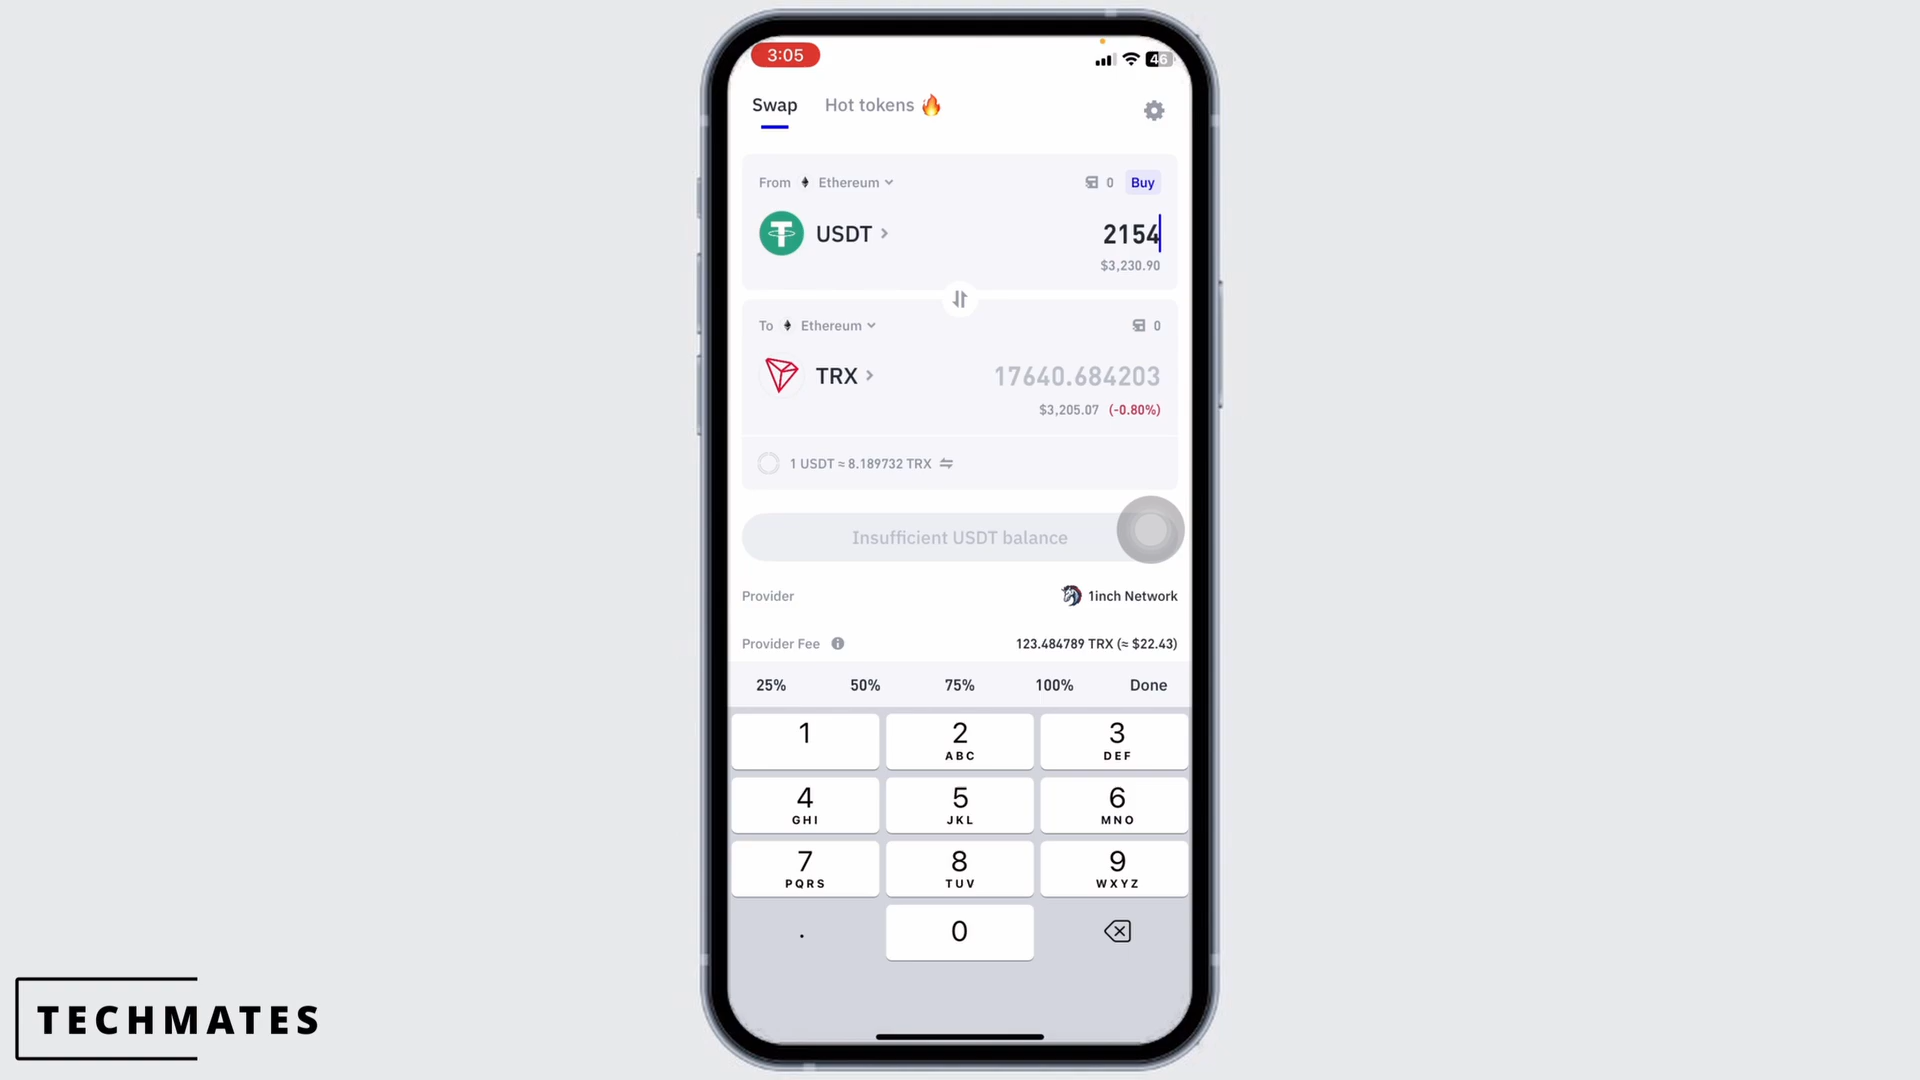 3:05
46
Swap Hot tokens 🔥
From Ethereum 0 Buy
USDT 2154
$3,230.90
To Ethereum 0
TRX 17640.684203
$3,205.07 (-0.80%)
1 USDT ≈ 8.189732 TRX
Insufficient USDT balance
Provider 1inch Network
Provider Fee 123.484789 TRX (≈ $22.43)
25% 50% 75% 100% Done
1 2 3
ABC DEF
4 5 6
GHI JKL MNO
7 8 9
PQRS TUV WXYZ
. 0
TECHMATES